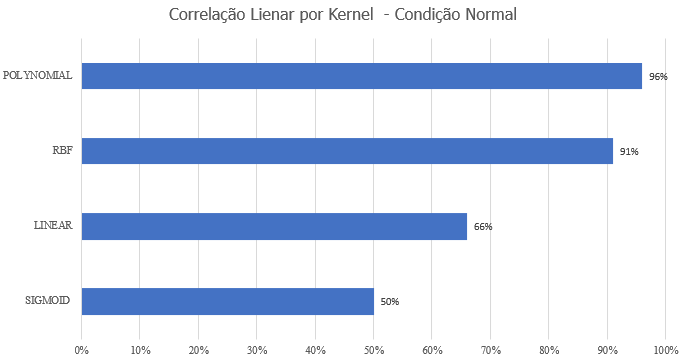 Correlação Lienar por Kernel - Condição Normal
POLYNOMIAL
96%
RBF
91%
LINEAR
66%
SIGMOID
50%
0% 10% 20% 30% 40% 50% 60% 70% 80% 90% 100%